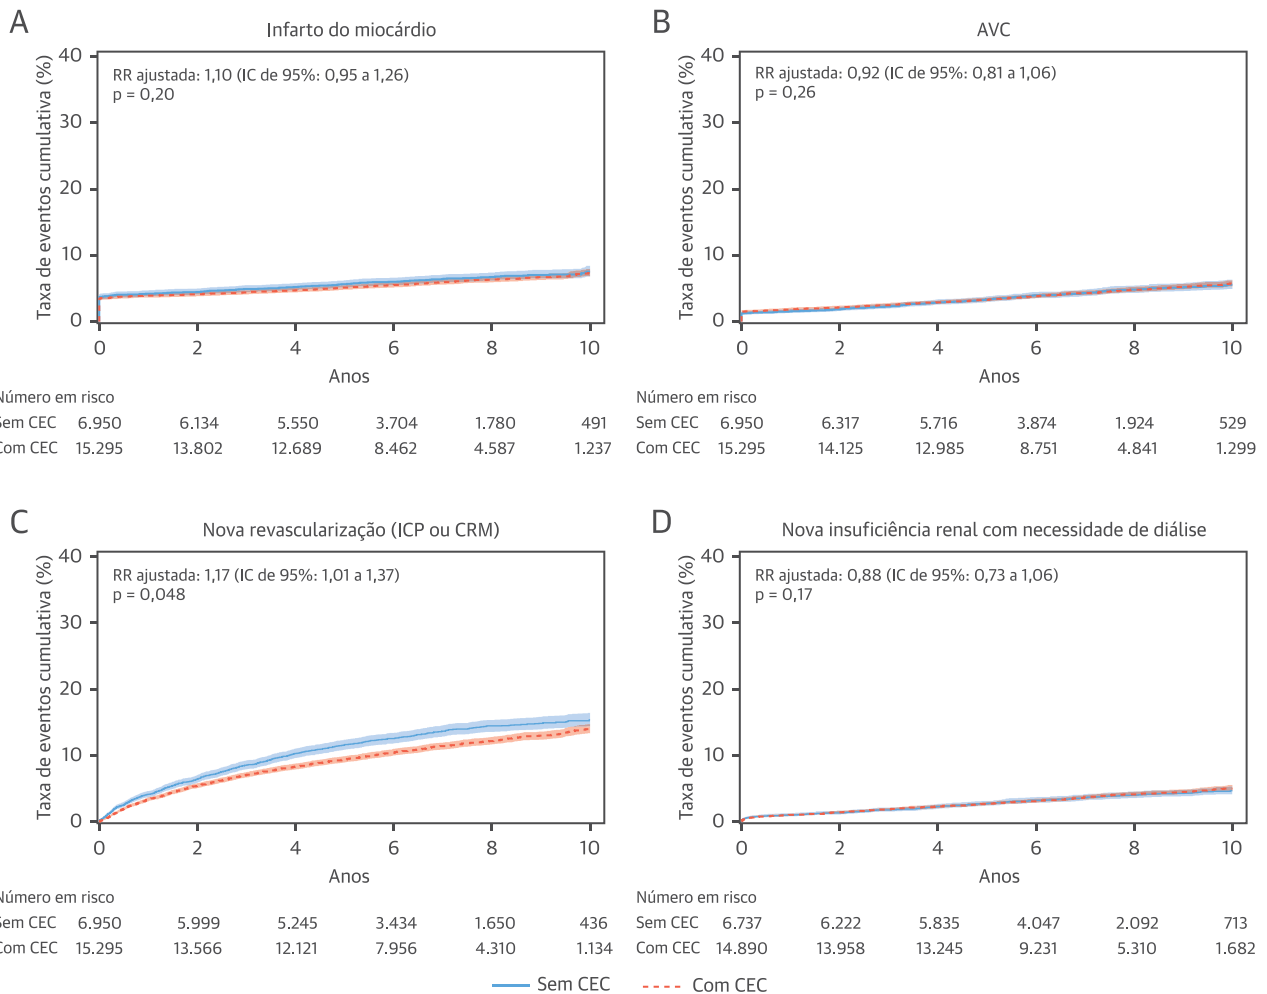 A
Infarto do miocárdio
Taxa de eventos cumulativa (%)
40
30
20
10
0
RR ajustada: 1,10 (IC de 95%: 0,95 a 1,26)
p = 0,20
0 2 4 6 8 10
Anos
Número em risco
Sem CEC 6.950 6.134 5.550 3.704 1.780 491
Com CEC 15.295 13.802 12.689 8.462 4.587 1.237
B
AVC
Taxa de eventos cumulativa (%)
40
30
20
10
0
RR ajustada: 0,92 (IC de 95%: 0,81 a 1,06)
p = 0,26
0 2 4 6 8 10
Anos
Número em risco
Sem CEC 6.950 6.317 5.716 3.874 1.924 529
Com CEC 15.295 14.125 12.985 8.751 4.841 1.299
C
Nova revascularização (ICP ou CRM)
Taxa de eventos cumulativa (%)
40
30
20
10
0
RR ajustada: 1,17 (IC de 95%: 1,01 a 1,37)
p = 0,048
0 2 4 6 8 10
Anos
Número em risco
Sem CEC 6.950 5.999 5.245 3.434 1.650 436
Com CEC 15.295 13.566 12.121 7.956 4.310 1.134
D
Nova insuficiência renal com necessidade de diálise
Taxa de eventos cumulativa (%)
40
30
20
10
0
RR ajustada: 0,88 (IC de 95%: 0,73 a 1,06)
p = 0,17
0 2 4 6 8 10
Anos
Número em risco
Sem CEC 6.737 6.222 5.835 4.047 2.092 713
Com CEC 14.890 13.958 13.245 9.231 5.310 1.682
Sem CEC Com CEC